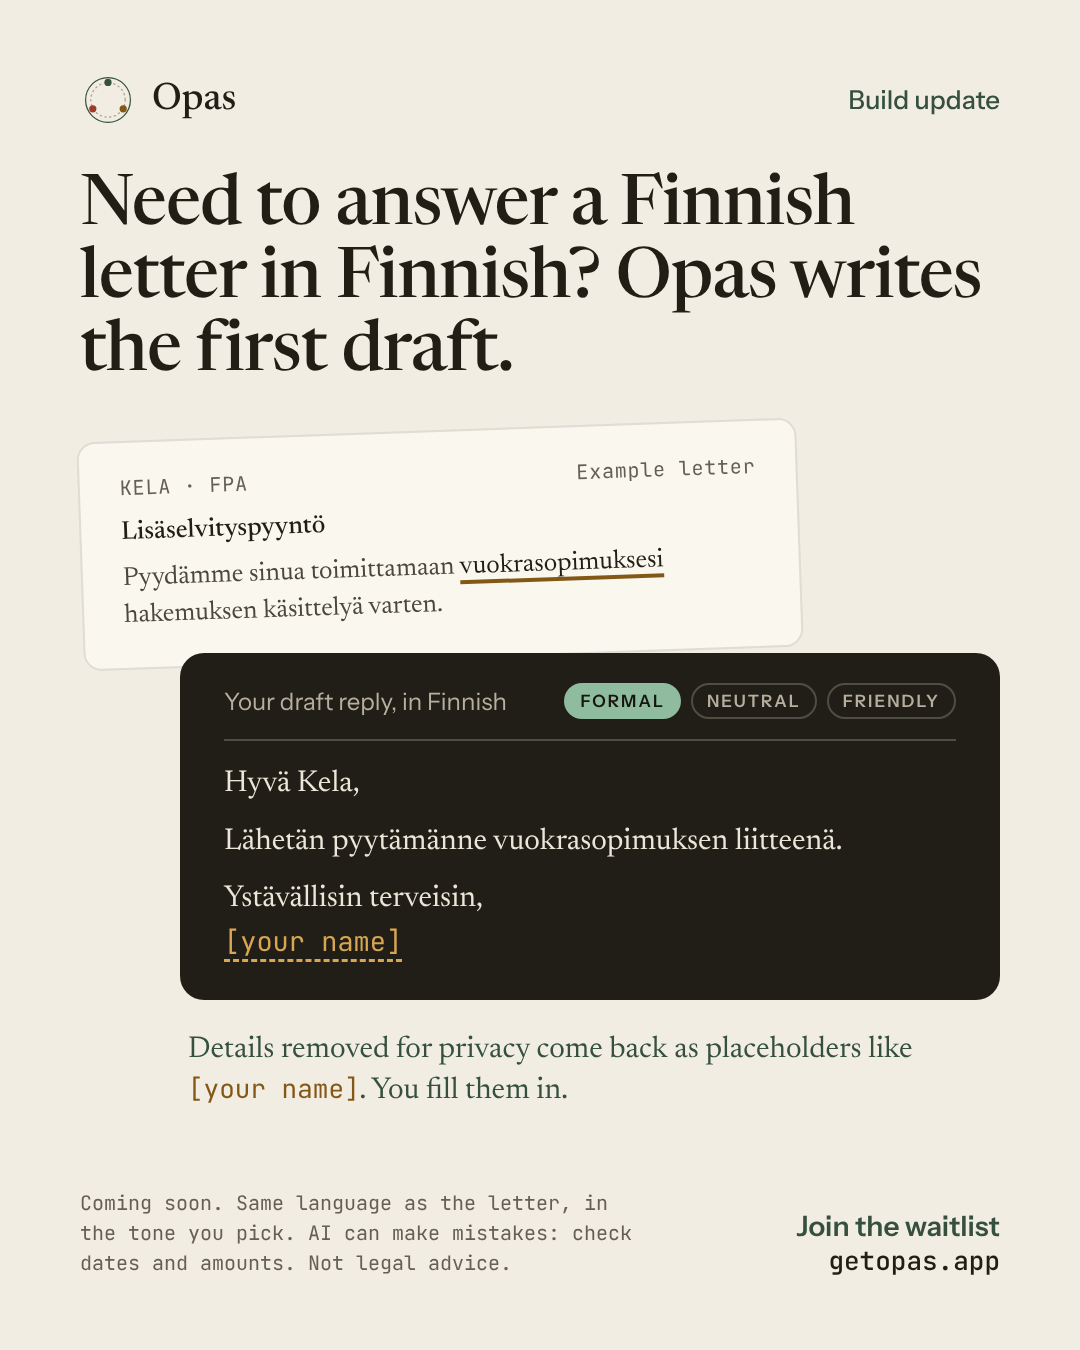 Opas
Build update
Need to answer a Finnish
letter in Finnish? Opas writes
the first draft.
KELA · FPA
Example letter
Lisäselvityspyyntö
Pyydämme sinua toimittamaan vuokrasopimuksesi
hakemuksen käsittelyä varten.
Your draft reply, in Finnish
FORMAL
NEUTRAL
FRIENDLY
Hyvä Kela,
Lähetän pyytämänne vuokrasopimuksen liitteenä.
Ystävällisin terveisin,
[your name]
Details removed for privacy come back as placeholders like
[your name]. You fill them in.
Coming soon. Same language as the letter, in
the tone you pick. AI can make mistakes: check
dates and amounts. Not legal advice.
Join the waitlist
getopas.app